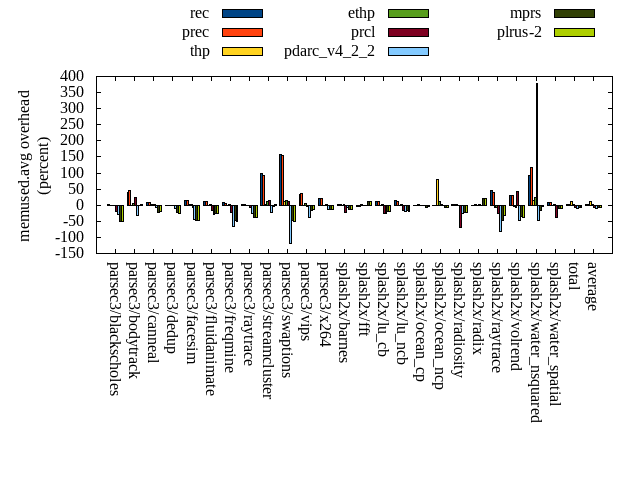 rec
prec
thp
ethp
prcl
pdarc_v4_2_2
mprs
plrus-2
memused.avg overhead
(percent)
400
350
300
250
200
150
100
50
0
-50
-100
-150
parsec3/blackscholes
parsec3/bodytrack
parsec3/canneal
parsec3/dedup
parsec3/facesim
parsec3/fluidanimate
parsec3/freqmine
parsec3/raytrace
parsec3/streamcluster
parsec3/swaptions
parsec3/vips
parsec3/x264
splash2x/barnes
splash2x/fft
splash2x/lu_cb
splash2x/lu_ncb
splash2x/ocean_cp
splash2x/ocean_ncp
splash2x/radiosity
splash2x/radix
splash2x/raytrace
splash2x/volrend
splash2x/water_nsquared
splash2x/water_spatial
total
average